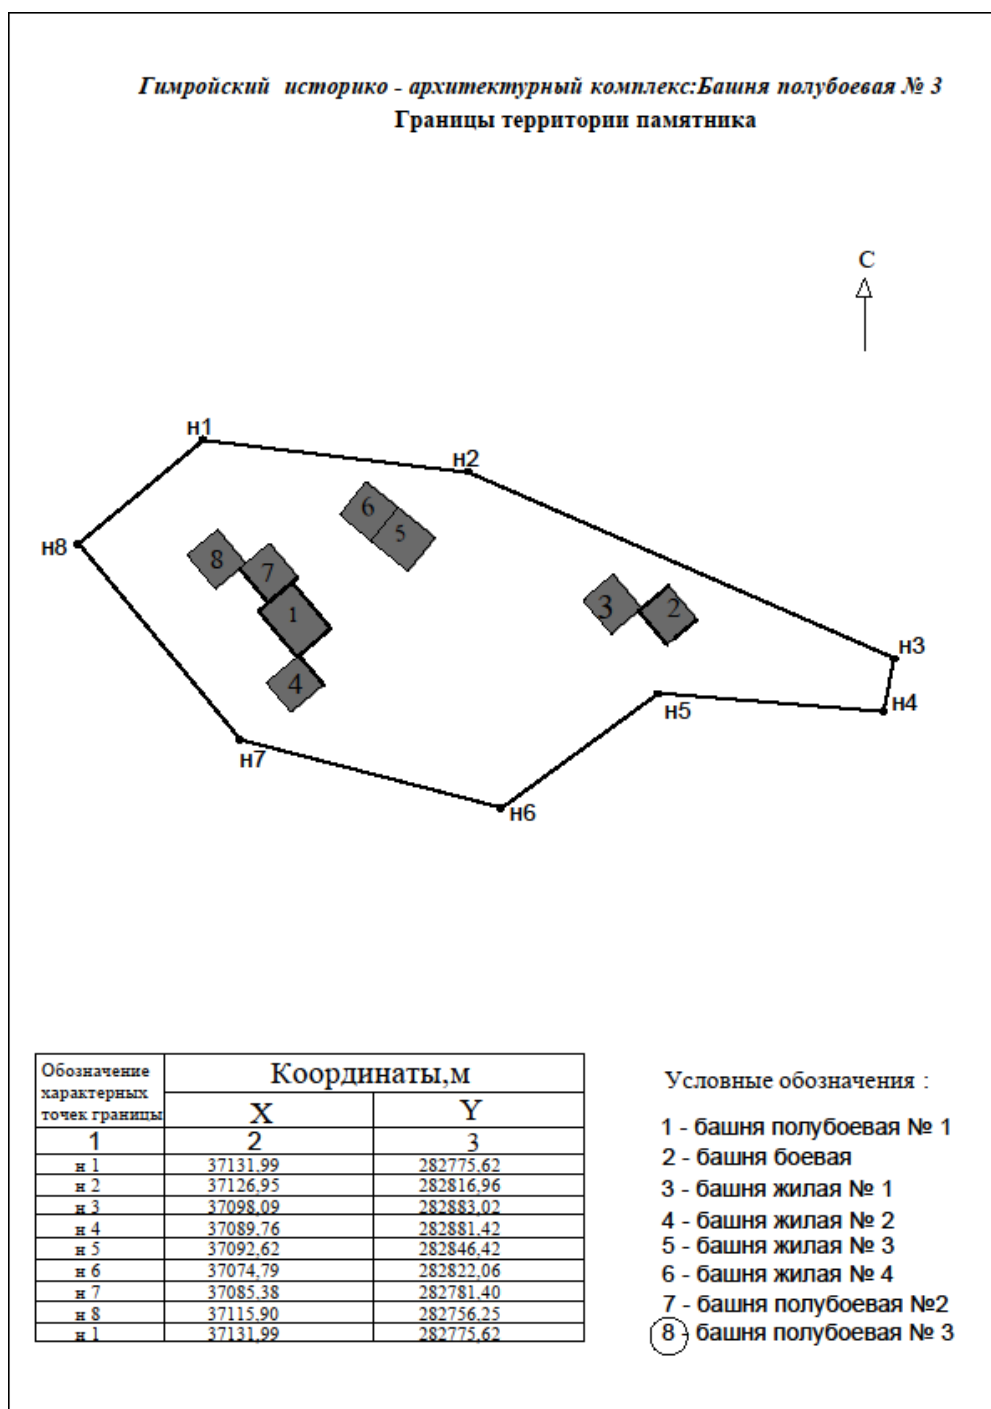 Гимройский историко - архитектурный комплекс:Башня полубоевая № 3
Границы территории памятника
С
н1
н2
н8
6
5
8
7
1
3
2
4
н3
н4
н5
н7
н6
Обозначение характерных точек границы Координаты,м
X Y
1 2 3
н 1 37131,99 282775,62
н 2 37126,95 282816,96
н 3 37098,09 282883,02
н 4 37089,76 282881,42
н 5 37092,62 282846,42
н 6 37074,79 282822,06
н 7 37085,38 282781,40
н 8 37115,90 282756,25
н 1 37131,99 282775,62
Условные обозначения :
1 - башня полубоевая № 1
2 - башня боевая
3 - башня жилая № 1
4 - башня жилая № 2
5 - башня жилая № 3
6 - башня жилая № 4
7 - башня полубоевая №2
8 - башня полубоевая № 3